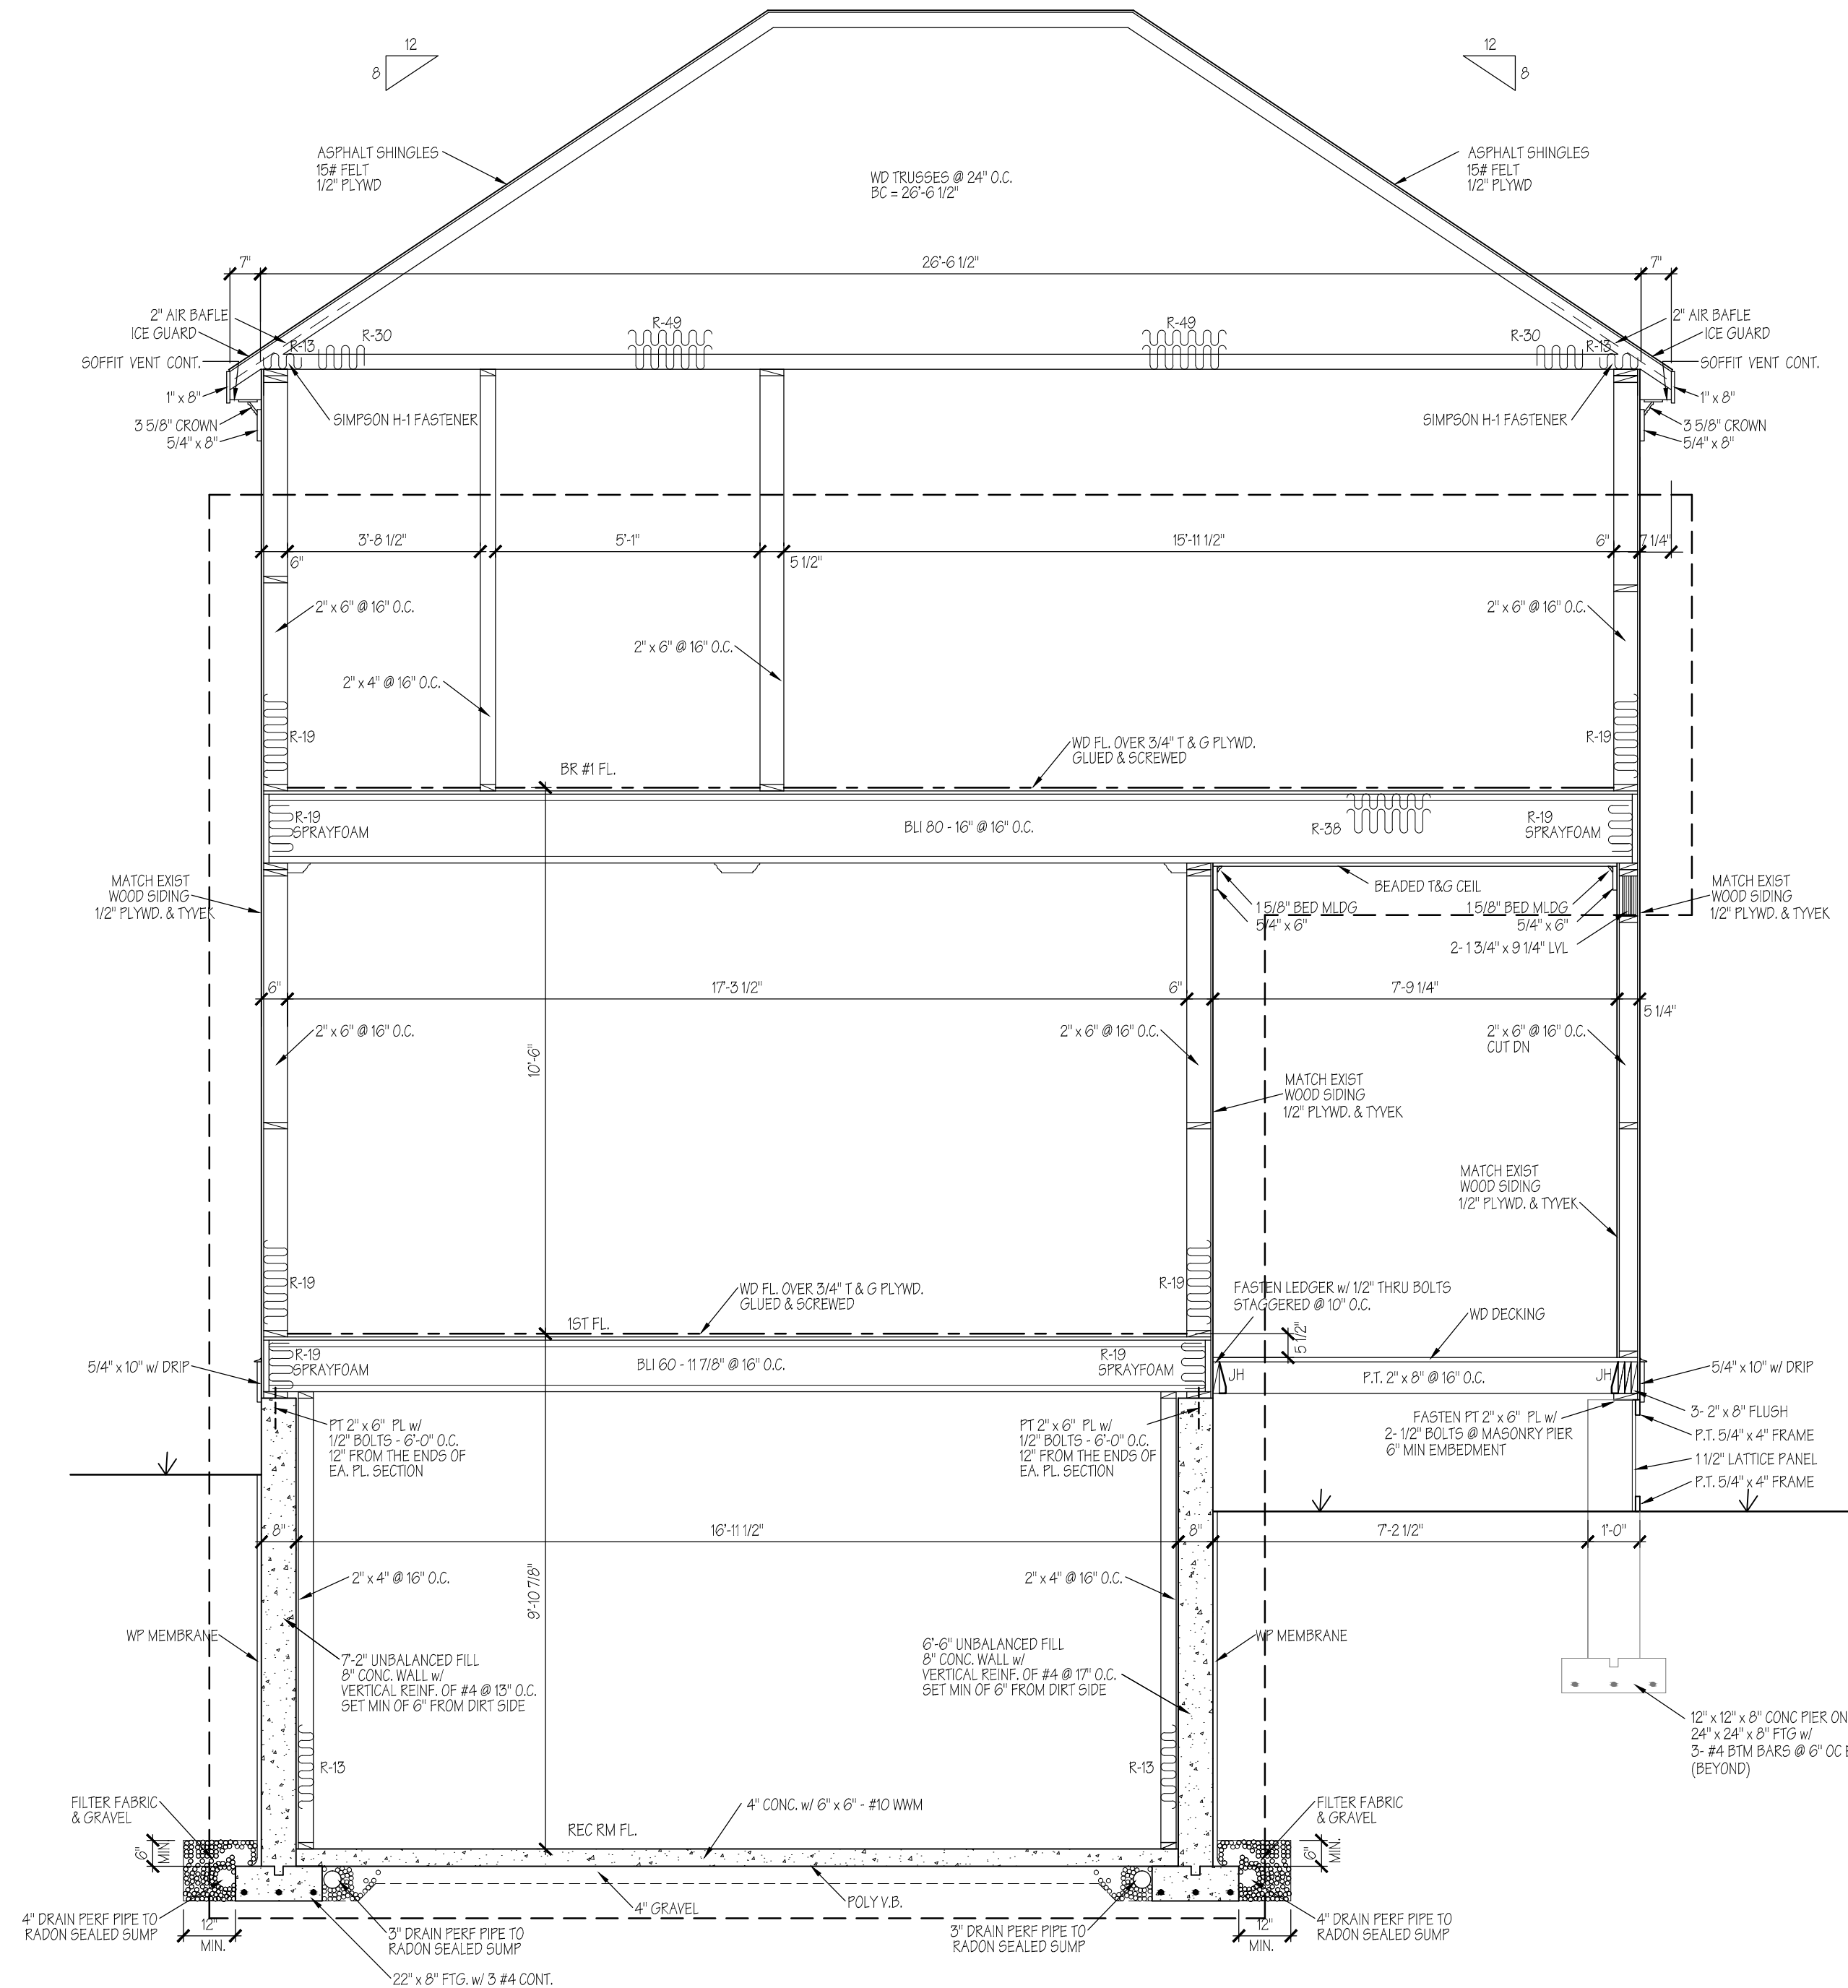 12
12
8
8
ASPHALT SHINGLES
15# FELT
1/2" PLYWD
WD TRUSSES @ 24" O.C.
BC = 26'-6 1/2"
ASPHALT SHINGLES
15# FELT
1/2" PLYWD
7"
26'-6 1/2"
7"
2" AIR BAFLE
ICE GUARD
SOFFIT VENT CONT.
R-13
R-30
R-49
R-49
R-30
R-13
2" AIR BAFLE
ICE GUARD
SOFFIT VENT CONT.
1" x 8"
3 5/8" CROWN
5/4" x 8"
SIMPSON H-1 FASTENER
SIMPSON H-1 FASTENER
1" x 8"
3 5/8" CROWN
5/4" x 8"
6"
3'-8 1/2"
5'-1"
5 1/2"
15'-11 1/2"
6"
7 1/4"
2" x 6" @ 16" O.C.
2" x 6" @ 16" O.C.
2" x 4" @ 16" O.C.
2" x 6" @ 16" O.C.
R-19
R-19
BR #1 FL.
WD FL. OVER 3/4" T & G PLYWD.
GLUED & SCREWED
R-19
SPRAYFOAM
BLI 80 - 16" @ 16" O.C.
R-38
R-19
SPRAYFOAM
MATCH EXIST
WOOD SIDING
1/2" PLYWD. & TYVEK
BEADED T&G CEIL
1 5/8" BED MLDG
5/4" x 6"
1 5/8" BED MLDG
5/4" x 6"
2- 1 3/4" x 9 1/4" LVL
MATCH EXIST
WOOD SIDING
1/2" PLYWD. & TYVEK
6"
17'-3 1/2"
6"
7'-9 1/4"
5 1/4"
2" x 6" @ 16" O.C.
10'-6"
2" x 6" @ 16" O.C.
2" x 6" @ 16" O.C.
CUT DN
MATCH EXIST
WOOD SIDING
1/2" PLYWD. & TYVEK
MATCH EXIST
WOOD SIDING
1/2" PLYWD. & TYVEK
R-19
R-19
1ST FL.
WD FL. OVER 3/4" T & G PLYWD.
GLUED & SCREWED
FASTEN LEDGER w/ 1/2" THRU BOLTS
STAGGERED @ 10" O.C.
WD DECKING
5 1/2"
5/4" x 10" w/ DRIP
R-19
SPRAYFOAM
BLI 60 - 11 7/8" @ 16" O.C.
R-19
SPRAYFOAM
JH
P.T. 2" x 8" @ 16" O.C.
JH
5/4" x 10" w/ DRIP
PT 2" x 6" PL w/
1/2" BOLTS - 6'-0" O.C.
12" FROM THE ENDS OF
EA. PL. SECTION
PT 2" x 6" PL w/
1/2" BOLTS - 6'-0" O.C.
12" FROM THE ENDS OF
EA. PL. SECTION
FASTEN PT 2" x 6" PL w/
2- 1/2" BOLTS @ MASONRY PIER
6" MIN EMBEDMENT
3- 2" x 8" FLUSH
P.T. 5/4" x 4" FRAME
1 1/2" LATTICE PANEL
P.T. 5/4" x 4" FRAME
8"
16'-11 1/2"
8"
7'-2 1/2"
1'-0"
2" x 4" @ 16" O.C.
9'-10 7/8"
2" x 4" @ 16" O.C.
WP MEMBRANE
WP MEMBRANE
7'-2" UNBALANCED FILL
8" CONC. WALL w/
VERTICAL REINF. OF #4 @ 13" O.C.
SET MIN OF 6" FROM DIRT SIDE
6'-6" UNBALANCED FILL
8" CONC. WALL w/
VERTICAL REINF. OF #4 @ 17" O.C.
SET MIN OF 6" FROM DIRT SIDE
12" x 12" x 8" CONC PIER ON
24" x 24" x 8" FTG w/
3- #4 BTM BARS @ 6" OC
(BEYOND)
R-13
R-13
FILTER FABRIC
& GRAVEL
6"
MIN
REC RM FL.
4" CONC. w/ 6" x 6" - #10 WWM
FILTER FABRIC
& GRAVEL
6"
MIN.
4" GRAVEL
POLY V.B.
4" DRAIN PERF PIPE TO
RADON SEALED SUMP
12"
MIN.
3" DRAIN PERF PIPE TO
RADON SEALED SUMP
3" DRAIN PERF PIPE TO
RADON SEALED SUMP
12"
MIN.
4" DRAIN PERF PIPE TO
RADON SEALED SUMP
22" x 8" FTG. w/ 3 #4 CONT.